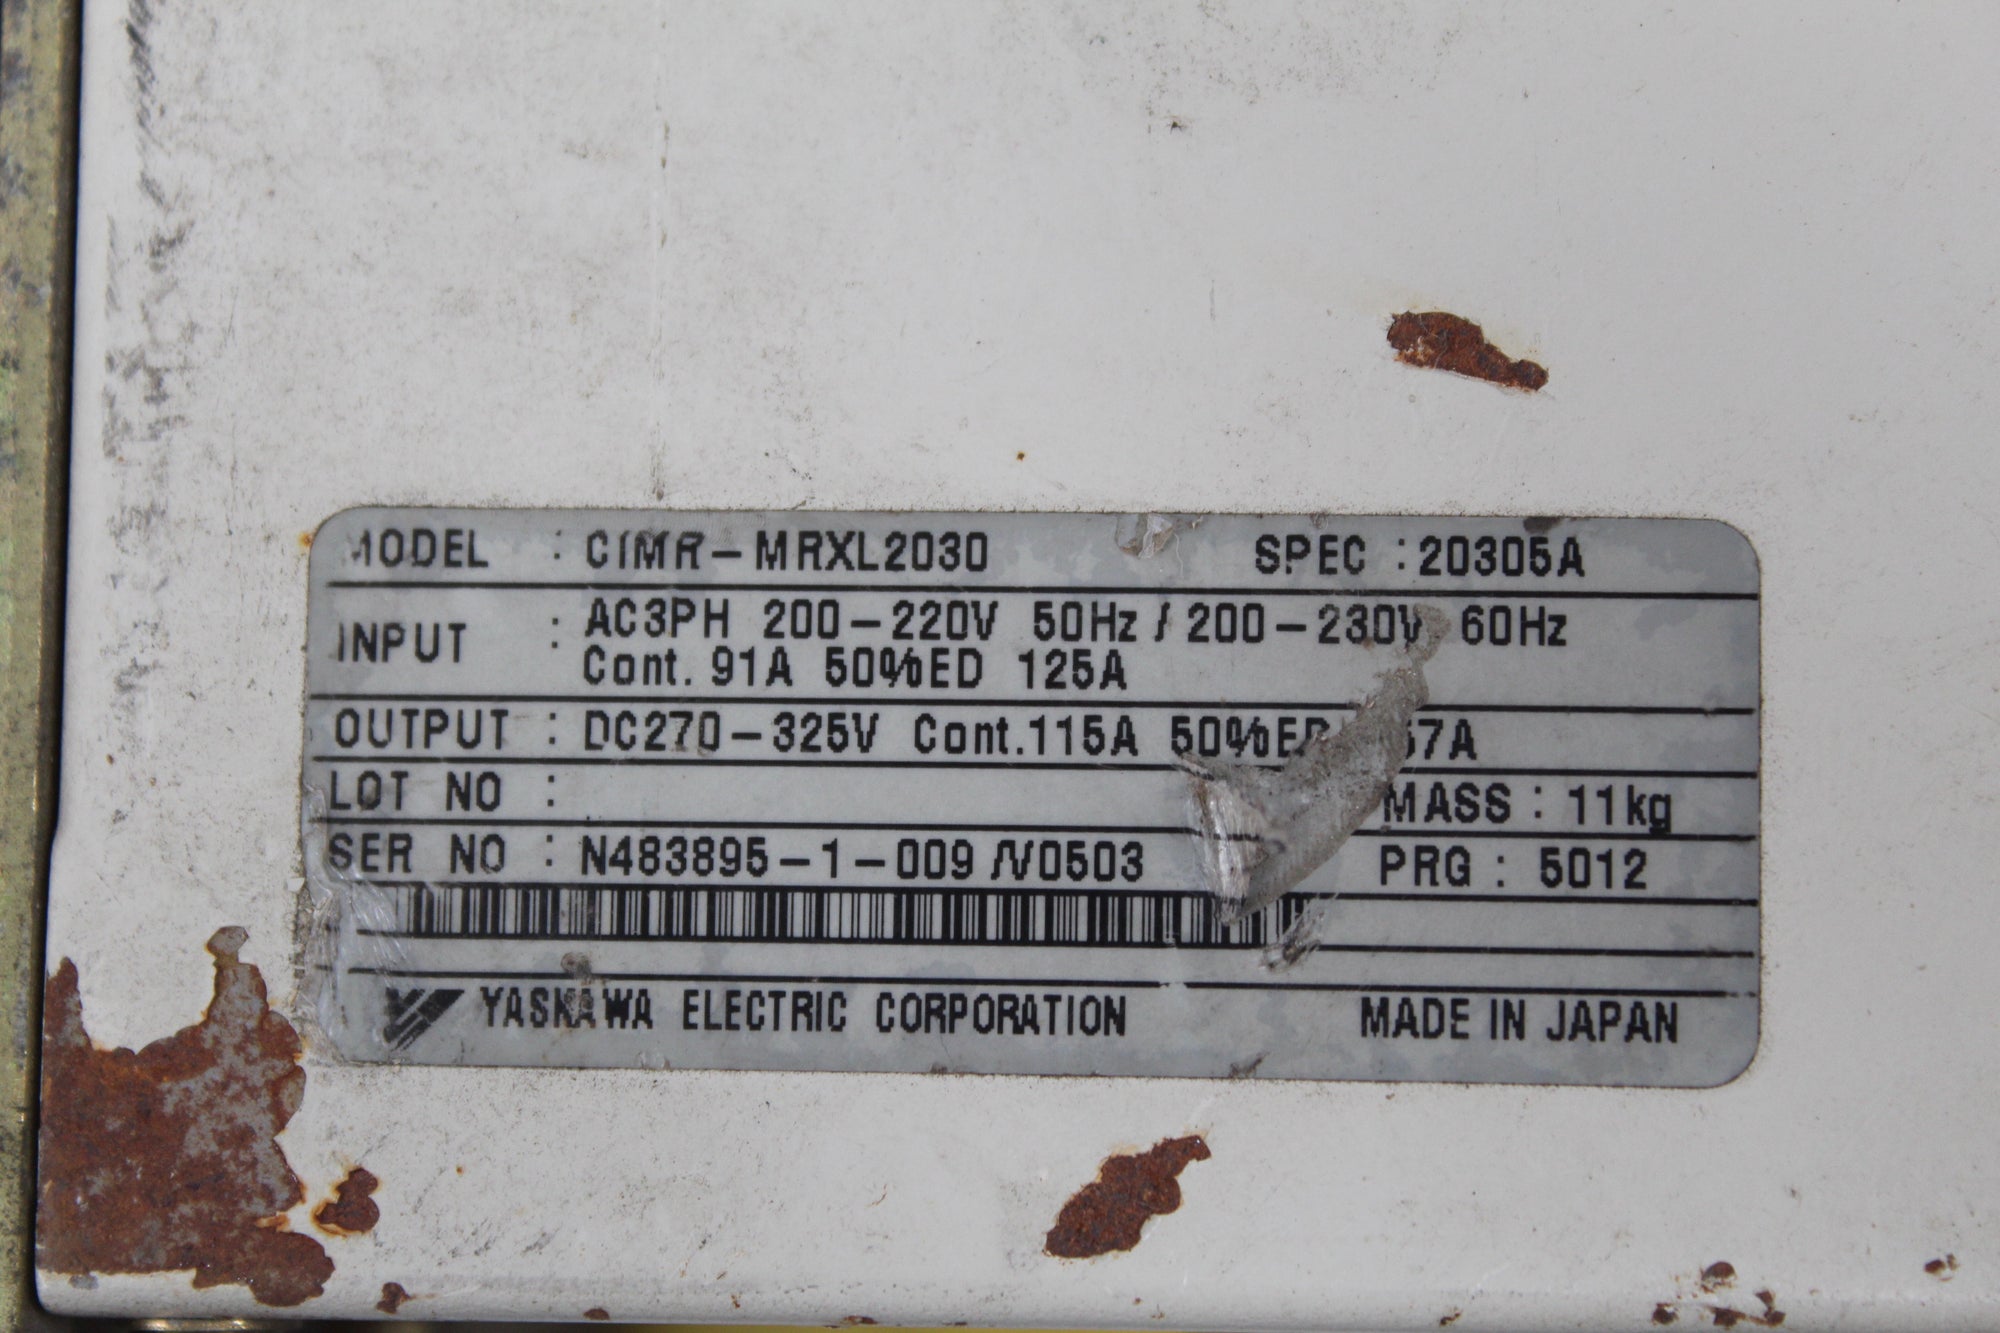 MODEL : CIMR-MRXL2030 SPEC : 20305A
INPUT : AC3PH 200-220V 50Hz / 200-230V 60Hz
Cont. 91A 50%ED 125A
OUTPUT : DC270-325V Cont. 115A 50%ED
LOT NO : MASS : 11kg
SER NO : N483895-1-009 /V0503 PRG : 5012
YASKAWA ELECTRIC CORPORATION MADE IN JAPAN